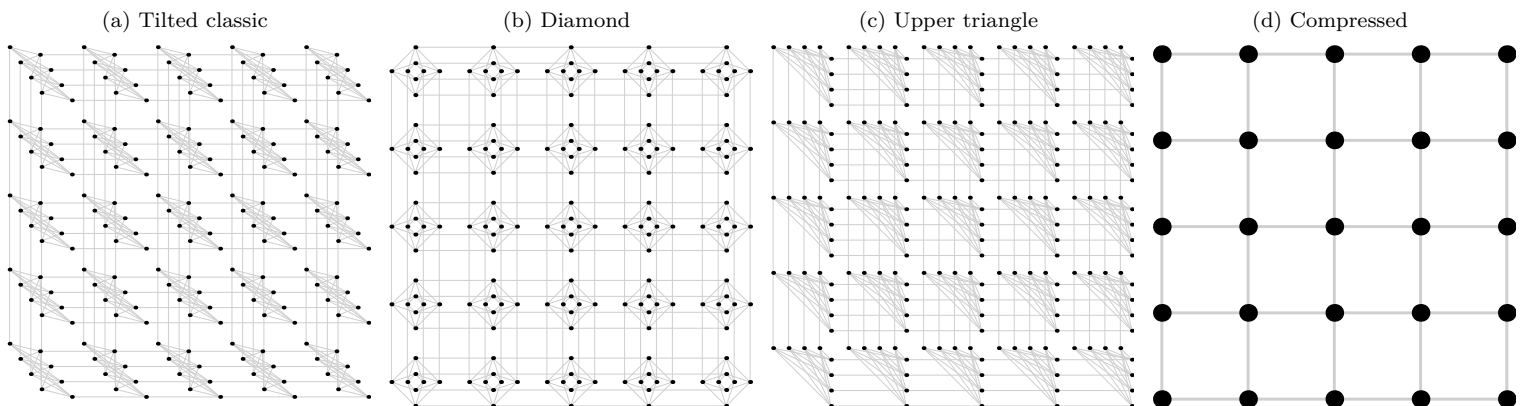 (a) Tilted classic
(b) Diamond
(c) Upper triangle
(d) Compressed